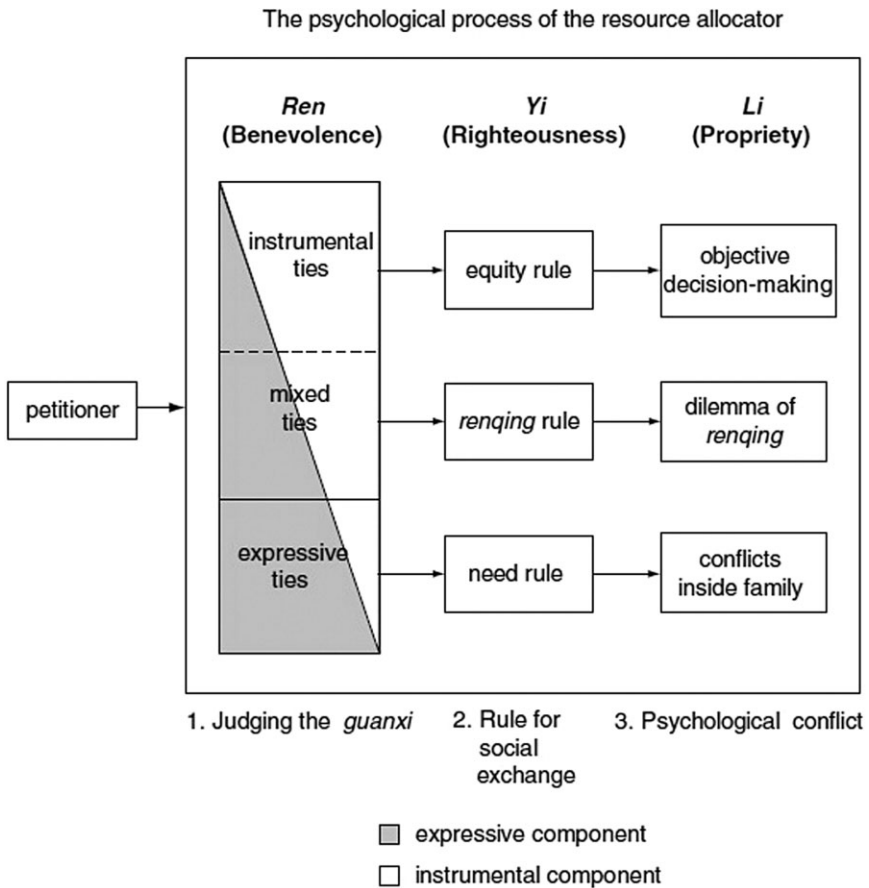 The psychological process of the resource allocator
Ren
(Benevolence)
Yi
(Righteousness)
Li
(Propriety)
instrumental
ties
equity rule
objective
decision-making
petitioner
mixed
ties
renqing rule
dilemma of
renqing
expressive
ties
need rule
conflicts
inside family
1. Judging the guanxi
2. Rule for
social
exchange
3. Psychological conflict
expressive component
instrumental component